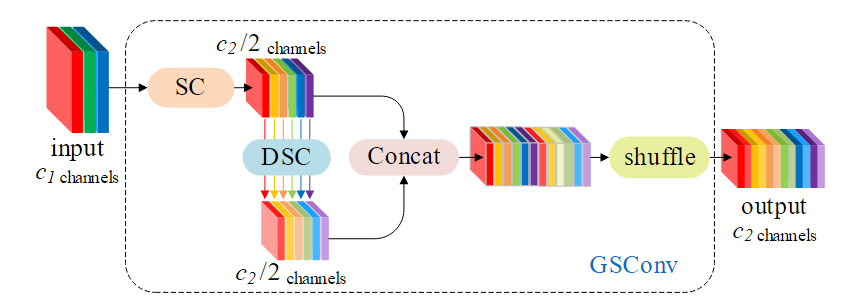 c2/2 channels
SC
input
c1 channels
DSC
Concat
shuffle
output
c2 channels
c2/2 channels
GSConv